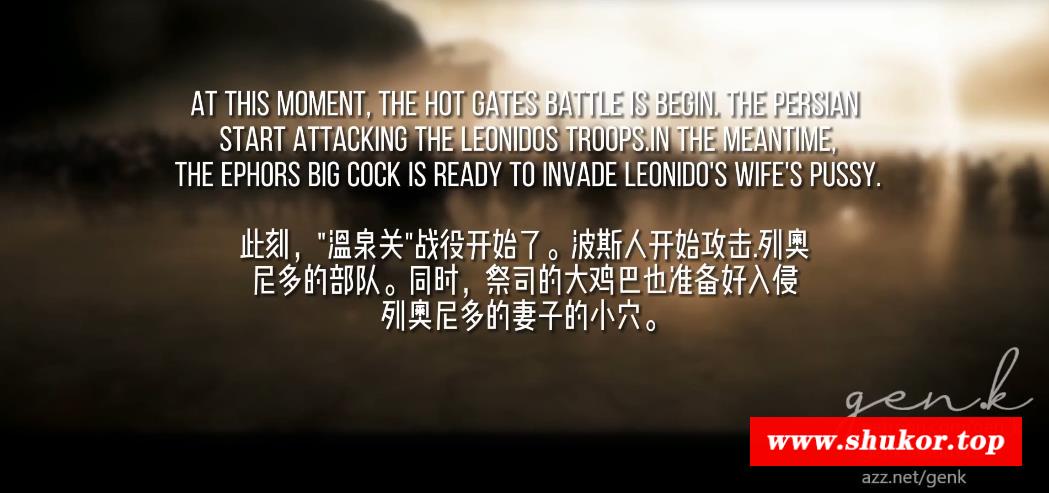 AT THIS MOMENT, THE HOT GATES BATTLE IS BEGIN. THE PERSIAN
START ATTACKING THE LEONIDOS TROOPS.IN THE MEANTIME,
THE EPHORS BIG COCK IS READY TO INVADE LEONIDO'S WIFE'S PUSSY.
此刻，"溫泉关"战役开始了。波斯人开始攻击.列奧
尼多的部队。同时，祭司的大鸡巴也准备好入侵
列奧尼多的妻子的小穴。
gen.k
www.shukor.top
azz.net/genk